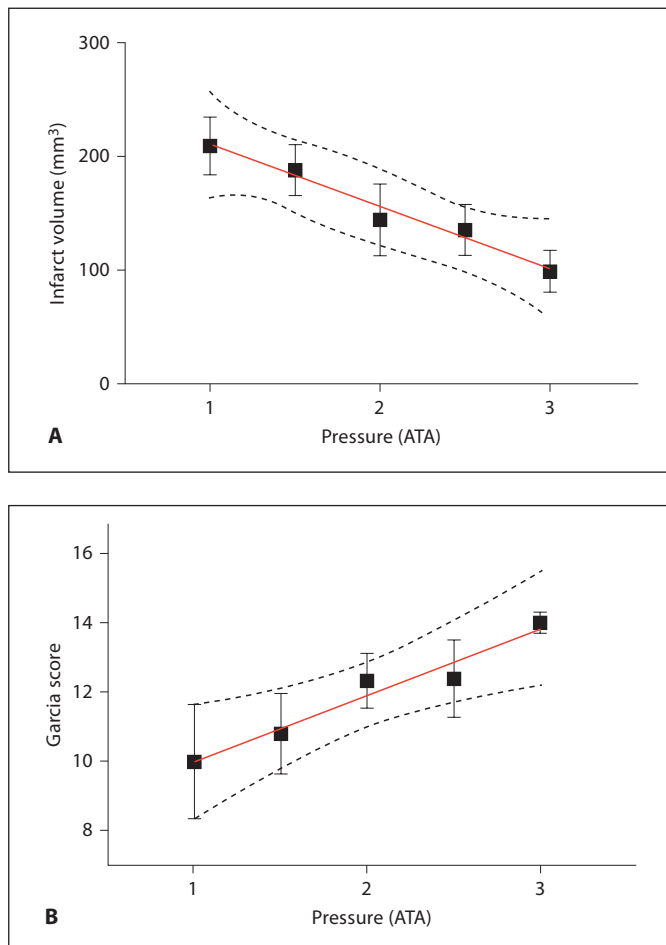 300
200
100
0
Infarct volume (mm³)
1 2 3
A
Pressure (ATA)
16
14
12
10
8
Garcia score
1 2 3
B
Pressure (ATA)